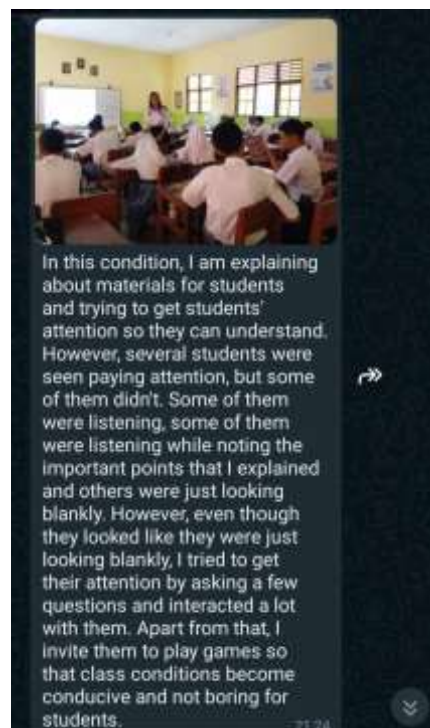 In this condition, I am explaining
about materials for students
and trying to get students'
attention so they can understand.
However, several students were
seen paying attention, but some
of them didn't. Some of them
were listening, some of them
were listening while noting the
important points that I explained
and others were just looking
blankly. However, even though
they looked like they were just
looking blankly, I tried to get
their attention by asking a few
questions and interacted a lot
with them. Apart from that, I
invite them to play games so
that class conditions become
conducive and not boring for
students.
21.24